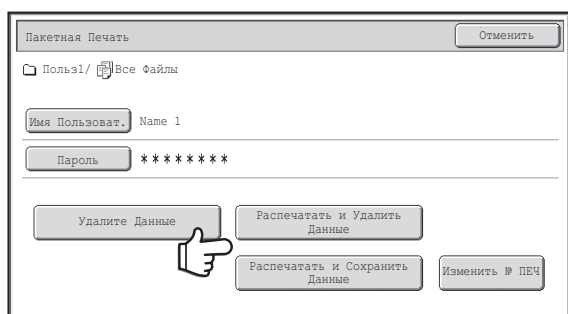 Пакетная Печать
Отменить
Польз1/ Все Файлы
Имя Пользоват. Name 1
Пароль ********
Удалите Данные
Распечатать и Удалить
Данные
Распечатать и Сохранить
Данные
Изменить № ПЕЧ